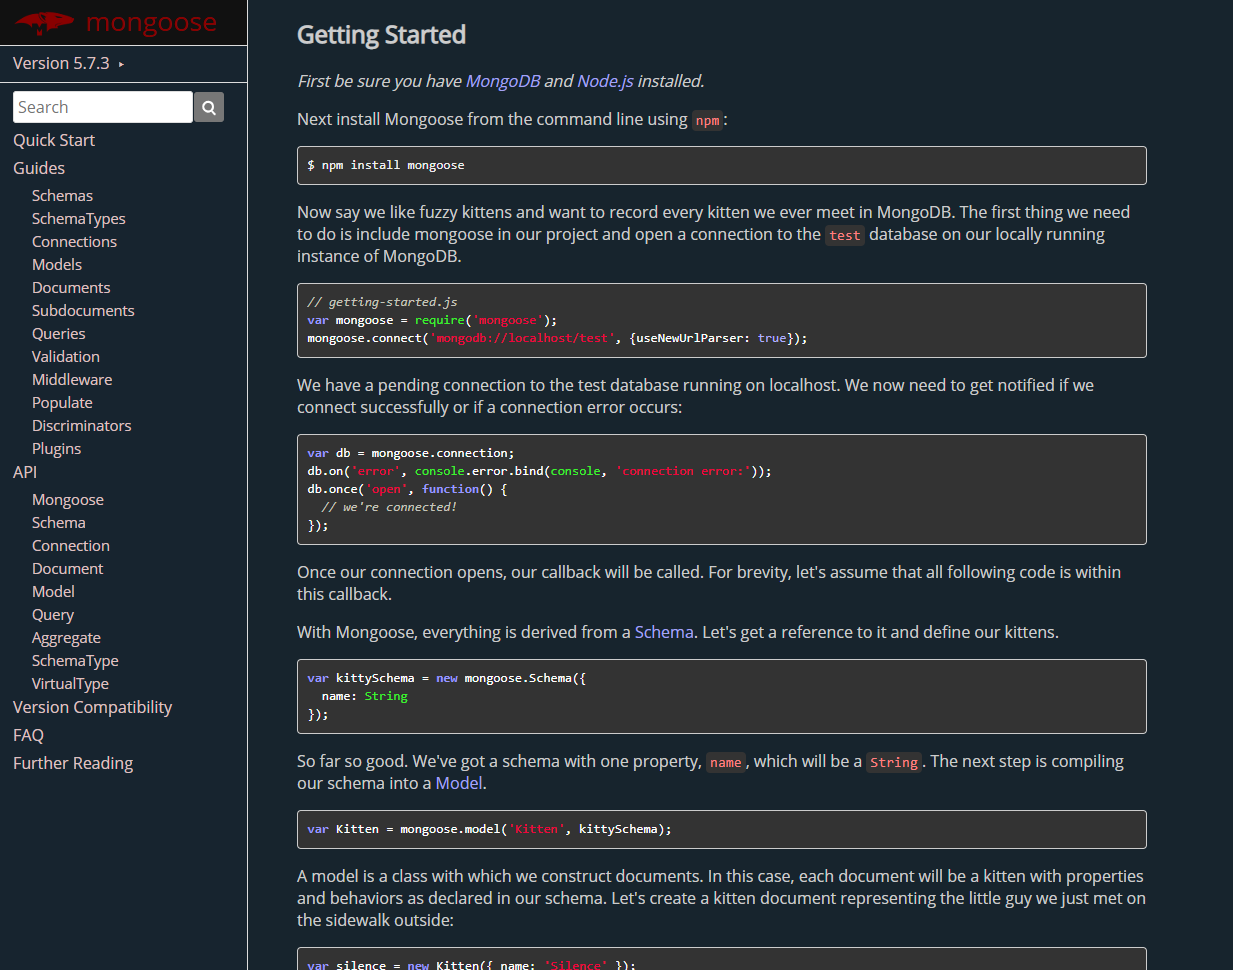 mongoose
Version 5.7.3 ▸
Search
Quick Start
Guides
Schemas
SchemaTypes
Connections
Models
Documents
Subdocuments
Queries
Validation
Middleware
Populate
Discriminators
Plugins
API
Mongoose
Schema
Connection
Document
Model
Query
Aggregate
SchemaType
VirtualType
Version Compatibility
FAQ
Further Reading
Getting Started
First be sure you have MongoDB and Node.js installed.
Next install Mongoose from the command line using npm:
$ npm install mongoose
Now say we like fuzzy kittens and want to record every kitten we ever meet in MongoDB. The first thing we need
to do is include mongoose in our project and open a connection to the test database on our locally running
instance of MongoDB.
// getting-started.js
var mongoose = require('mongoose');
mongoose.connect('mongodb://localhost/test', {useNewUrlParser: true});
We have a pending connection to the test database running on localhost. We now need to get notified if we
connect successfully or if a connection error occurs:
var db = mongoose.connection;
db.on('error', console.error.bind(console, 'connection error:'));
db.once('open', function() {
  // we're connected!
});
Once our connection opens, our callback will be called. For brevity, let's assume that all following code is within
this callback.
With Mongoose, everything is derived from a Schema. Let's get a reference to it and define our kittens.
var kittySchema = new mongoose.Schema({
  name: String
});
So far so good. We've got a schema with one property, name, which will be a String. The next step is compiling
our schema into a Model.
var Kitten = mongoose.model('Kitten', kittySchema);
A model is a class with which we construct documents. In this case, each document will be a kitten with properties
and behaviors as declared in our schema. Let's create a kitten document representing the little guy we just met on
the sidewalk outside:
var silence = new Kitten({ name: 'Silence' });